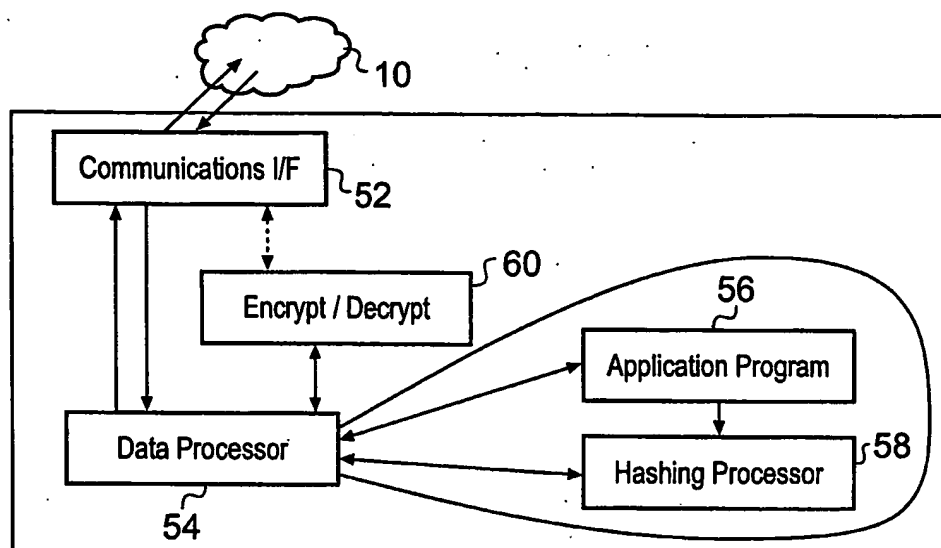 10
Communications I/F
52
60
Encrypt / Decrypt
56
Application Program
Data Processor
Hashing Processor
58
54